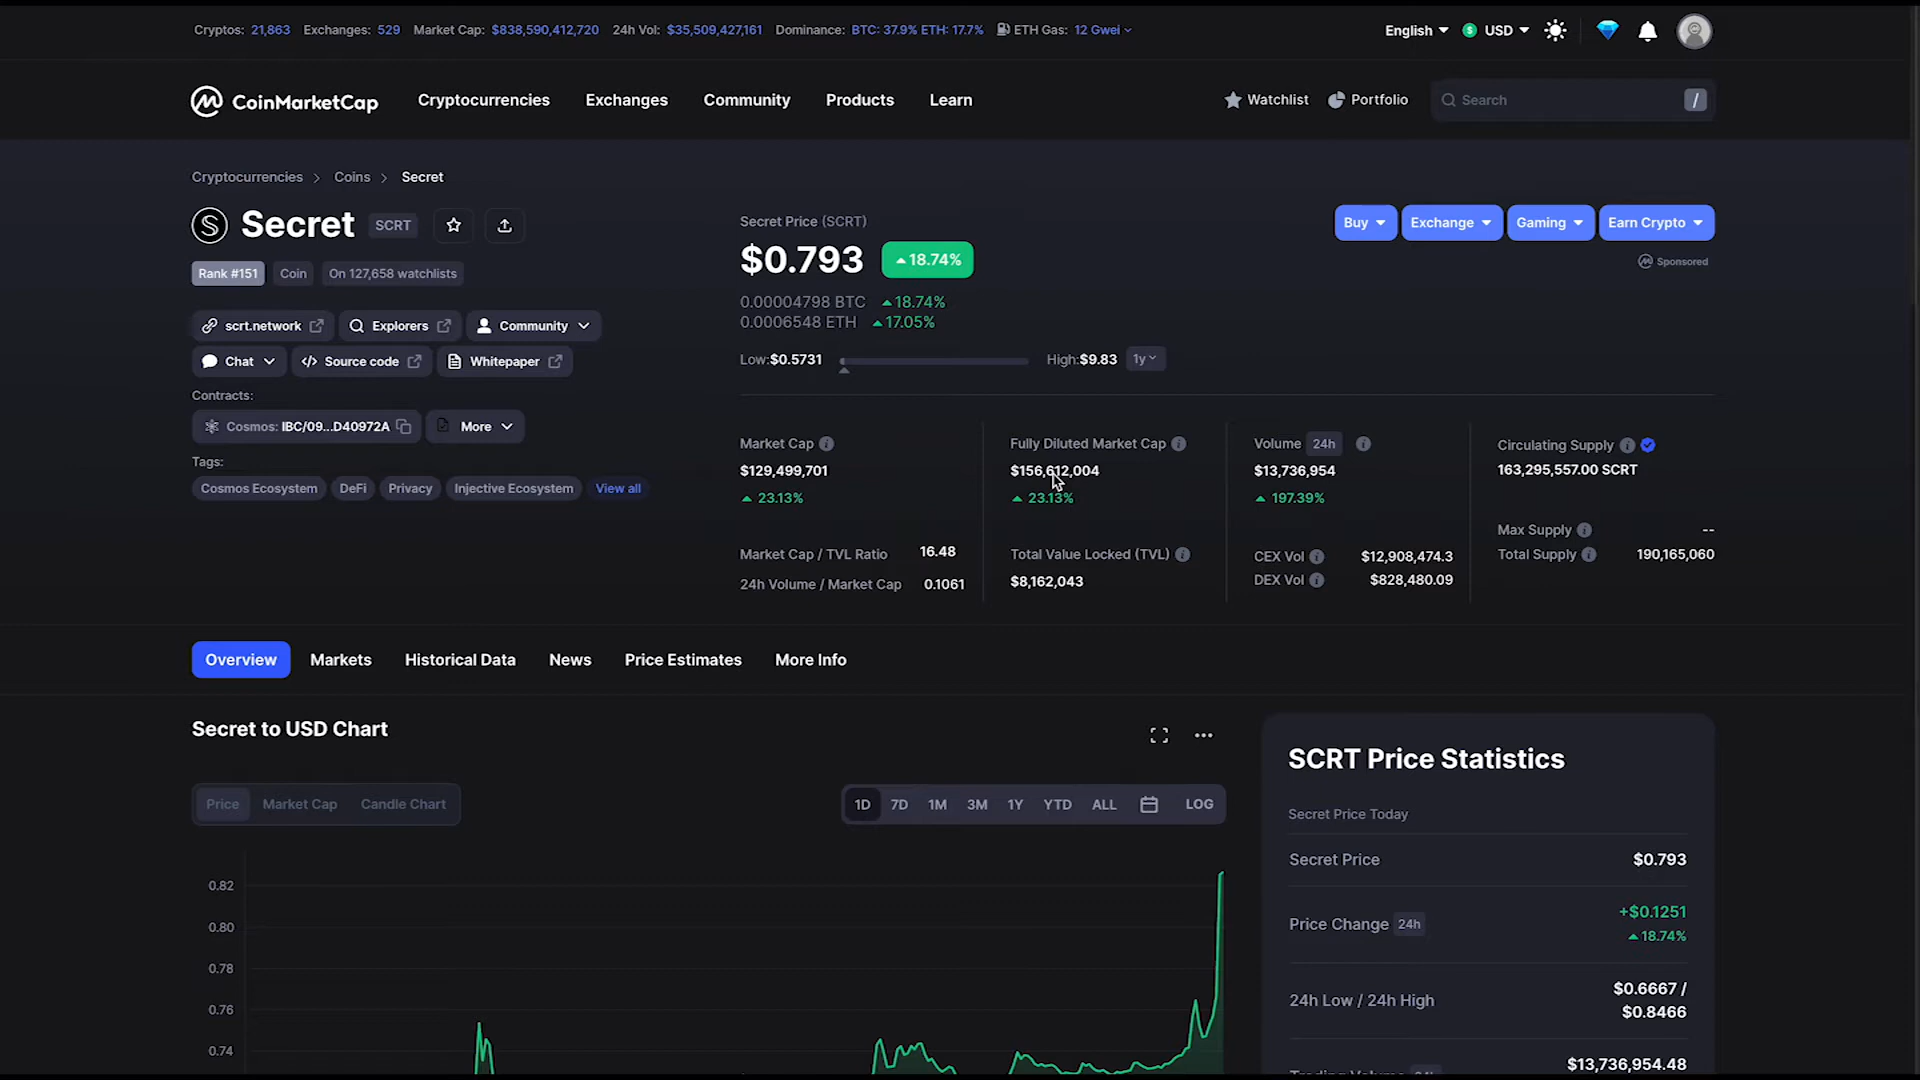 Cryptos: 21,863 Exchanges: 529 Market Cap: $838,590,412,720 24h Vol: $35,509,427,161 Dominance: BTC: 37.9% ETH: 17.7% ETH Gas: 12 Gwei
English USD
CoinMarketCap Cryptocurrencies Exchanges Community Products Learn Watchlist Portfolio Search /
Cryptocurrencies > Coins > Secret
Secret SCRT
Rank #151 Coin On 127,658 watchlists
scrt.network Explorers Community
Chat Source code Whitepaper
Contracts:
Cosmos: IBC/09...D40972A More
Tags:
Cosmos Ecosystem DeFi Privacy Injective Ecosystem View all
Secret Price (SCRT)
$0.793 18.74%
0.00004798 BTC 18.74%
0.0006548 ETH 17.05%
Low:$0.5731 High:$9.83 1y
Buy Exchange Gaming Earn Crypto
Sponsored
Market Cap
$129,499,701
23.13%
Market Cap / TVL Ratio 16.48
24h Volume / Market Cap 0.1061
Fully Diluted Market Cap
$156,612,004
23.13%
Total Value Locked (TVL)
$8,162,043
Volume 24h
$13,736,954
197.39%
CEX Vol $12,908,474.3
DEX Vol $828,480.09
Circulating Supply
163,295,557.00 SCRT
Max Supply --
Total Supply 190,165,060
Overview Markets Historical Data News Price Estimates More Info
Secret to USD Chart
Price Market Cap Candle Chart
1D 7D 1M 3M 1Y YTD ALL LOG
0.82
0.80
0.78
0.76
0.74
SCRT Price Statistics
Secret Price Today
Secret Price $0.793
Price Change 24h +$0.1251
18.74%
24h Low / 24h High $0.6667 /
$0.8466
$13,736,954.48